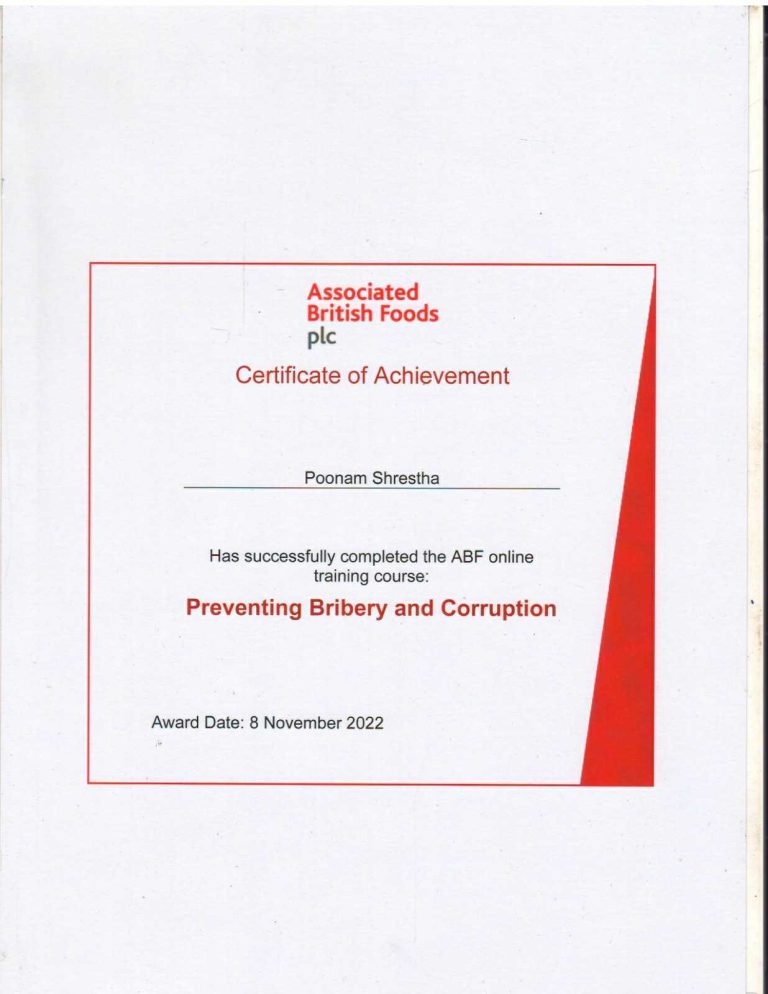 Associated
British Foods
plc
Certificate of Achievement
Poonam Shrestha
Has successfully completed the ABF online
training course:
Preventing Bribery and Corruption
Award Date: 8 November 2022